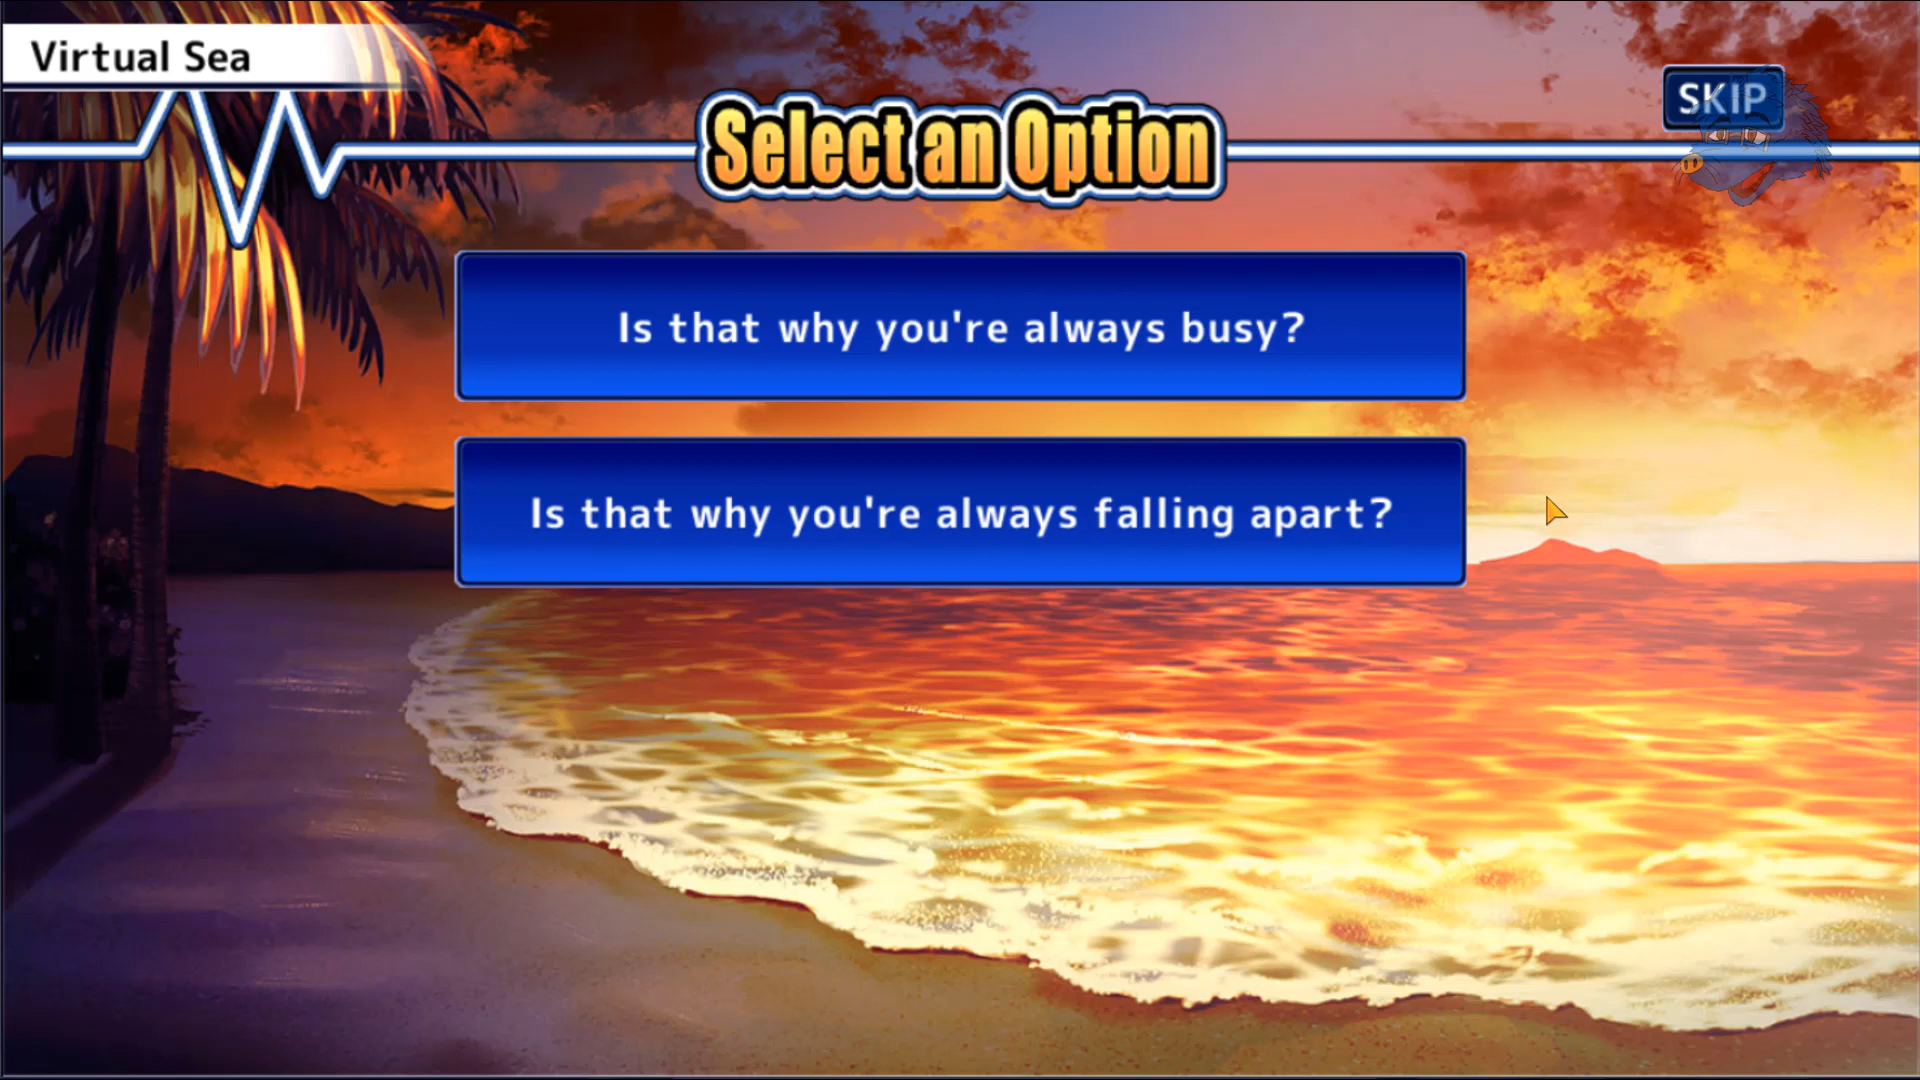 Virtual Sea
SKIP
Select an Option
Is that why you're always busy?
Is that why you're always falling apart?